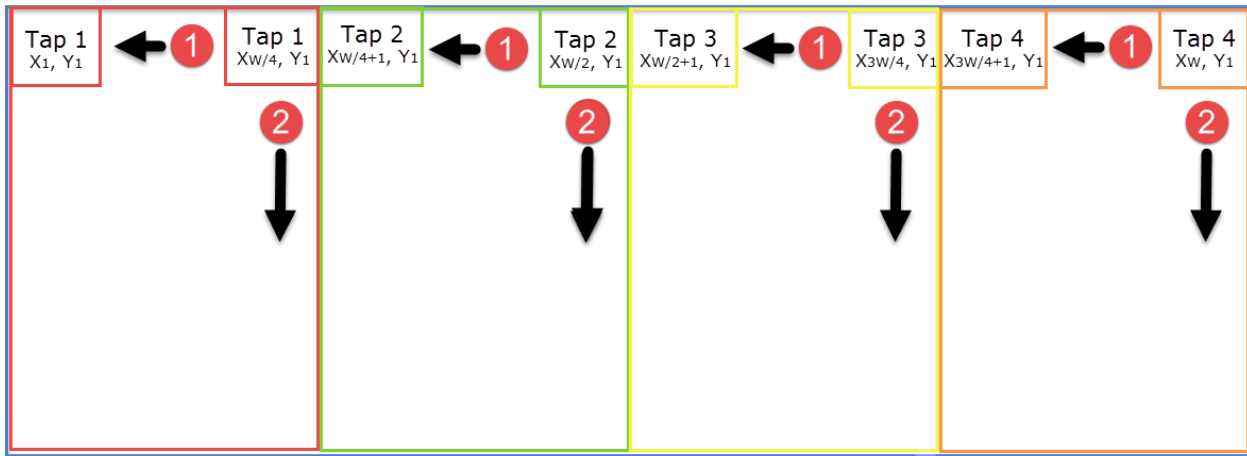 Tap 1
X1, Y1
1
Tap 1
XW/4, Y1
2
Tap 2
XW/4+1, Y1
1
Tap 2
XW/2, Y1
2
Tap 3
XW/2+1, Y1
1
Tap 3
X3W/4, Y1
2
Tap 4
X3W/4+1, Y1
1
Tap 4
XW, Y1
2